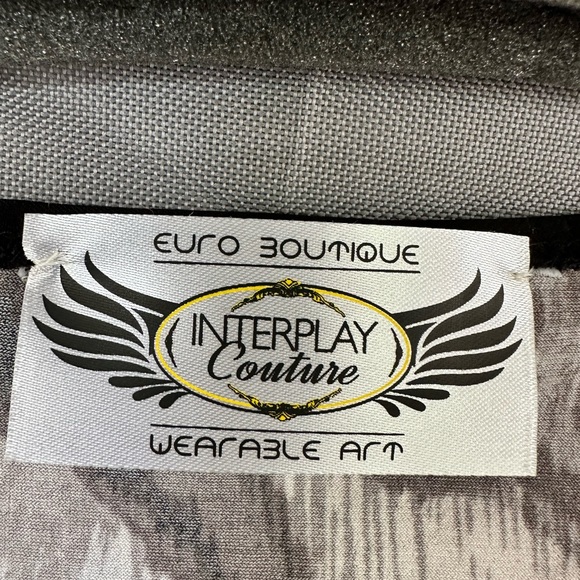 EURO BOUTIQUE
INTERPLAY
Couture
WEARABLE ART